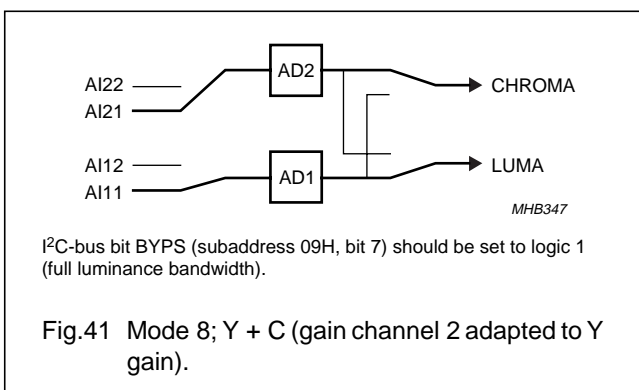 AI22
AI21
AD2
CHROMA
AI12
AI11
AD1
LUMA
MHB347
I²C-bus bit BYPS (subaddress 09H, bit 7) should be set to logic 1
(full luminance bandwidth).
Fig.41 Mode 8; Y + C (gain channel 2 adapted to Y
gain).